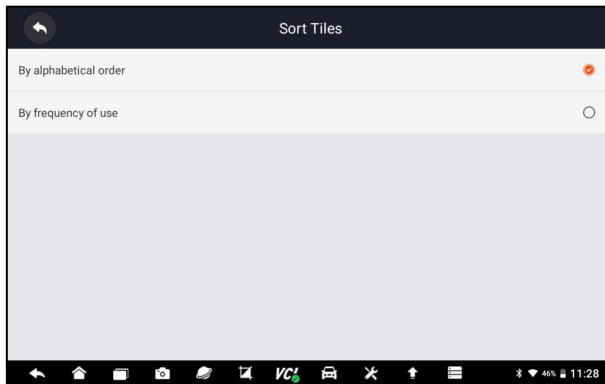 Sort Tiles
By alphabetical order
By frequency of use
VCI 46% 11:28